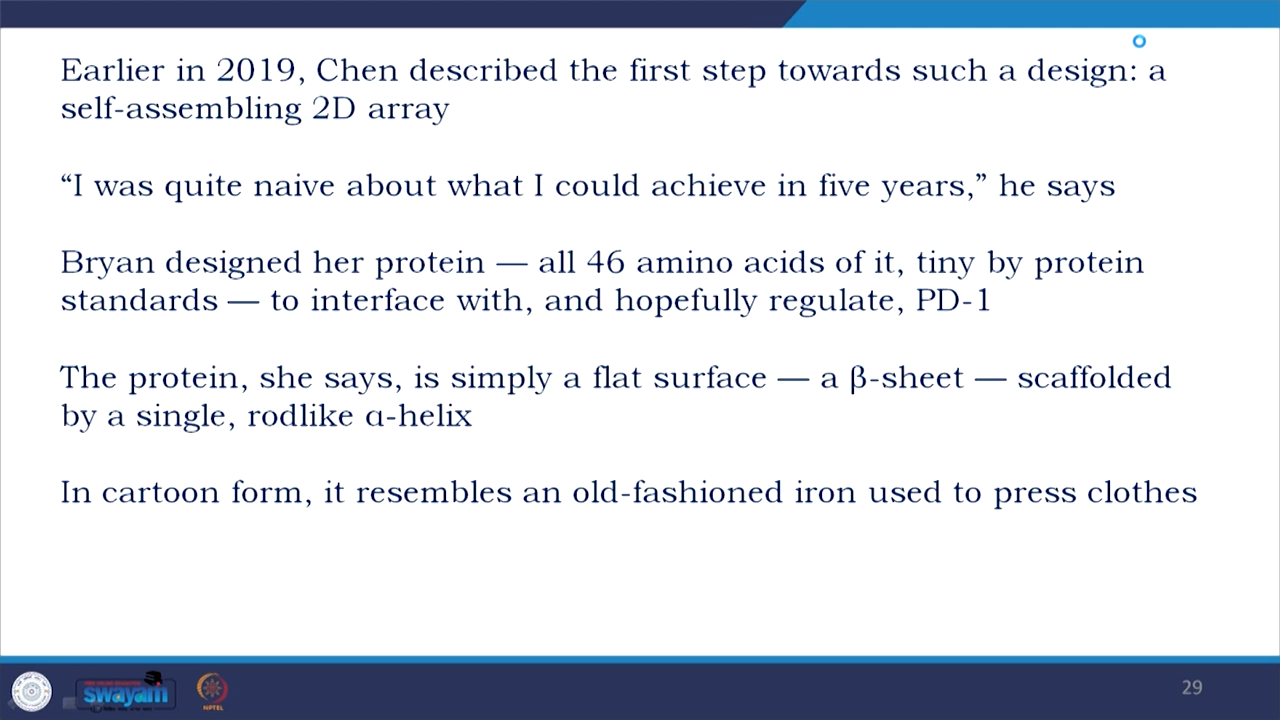 Earlier in 2019, Chen described the first step towards such a design: a
self-assembling 2D array
“I was quite naive about what I could achieve in five years,” he says
Bryan designed her protein — all 46 amino acids of it, tiny by protein
standards — to interface with, and hopefully regulate, PD-1
The protein, she says, is simply a flat surface — a β-sheet — scaffolded
by a single, rodlike α-helix
In cartoon form, it resembles an old-fashioned iron used to press clothes
swayam
NPTEL
29